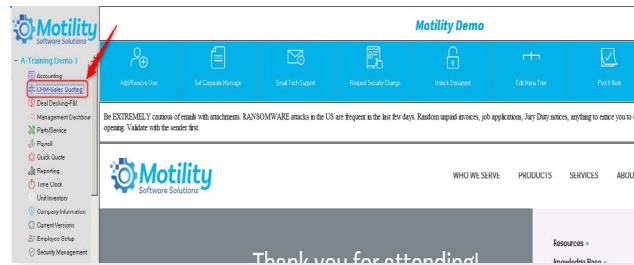 Motility
Software Solutions
A-Training Demo 1
Accounting
CRM-Sales Quoting
Deal Desking-F&I
Management Dashboar
Parts/Service
Payroll
Quick Quote
Reporting
Time Clock
Unit Inventory
Company Information
Current Versions
Employee Setup
Security Management
Motility Demo
Add/Remove User
Set Corporate Message
Email Tech Support
Request Security Change
Unlock Document
Edit Menu Tree
Post It Note
Be EXTREMELY cautious of emails with attachments. RANSOMWARE attacks in the US are frequent in the last few days. Random unpaid invoices, job applications, Jury Duty notices, anything to entice you to
opening. Validate with the sender first.
Motility
Software Solutions
WHO WE SERVE PRODUCTS SERVICES ABOU
Thank you for attending!
Resources »
Knowledge Base »